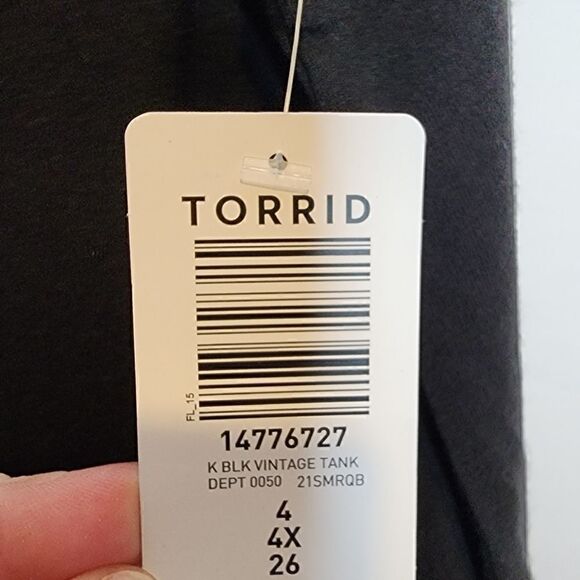 TORRID
FL_15
14776727
K BLK VINTAGE TANK
DEPT 0050 21SMRQB
4
4X
26